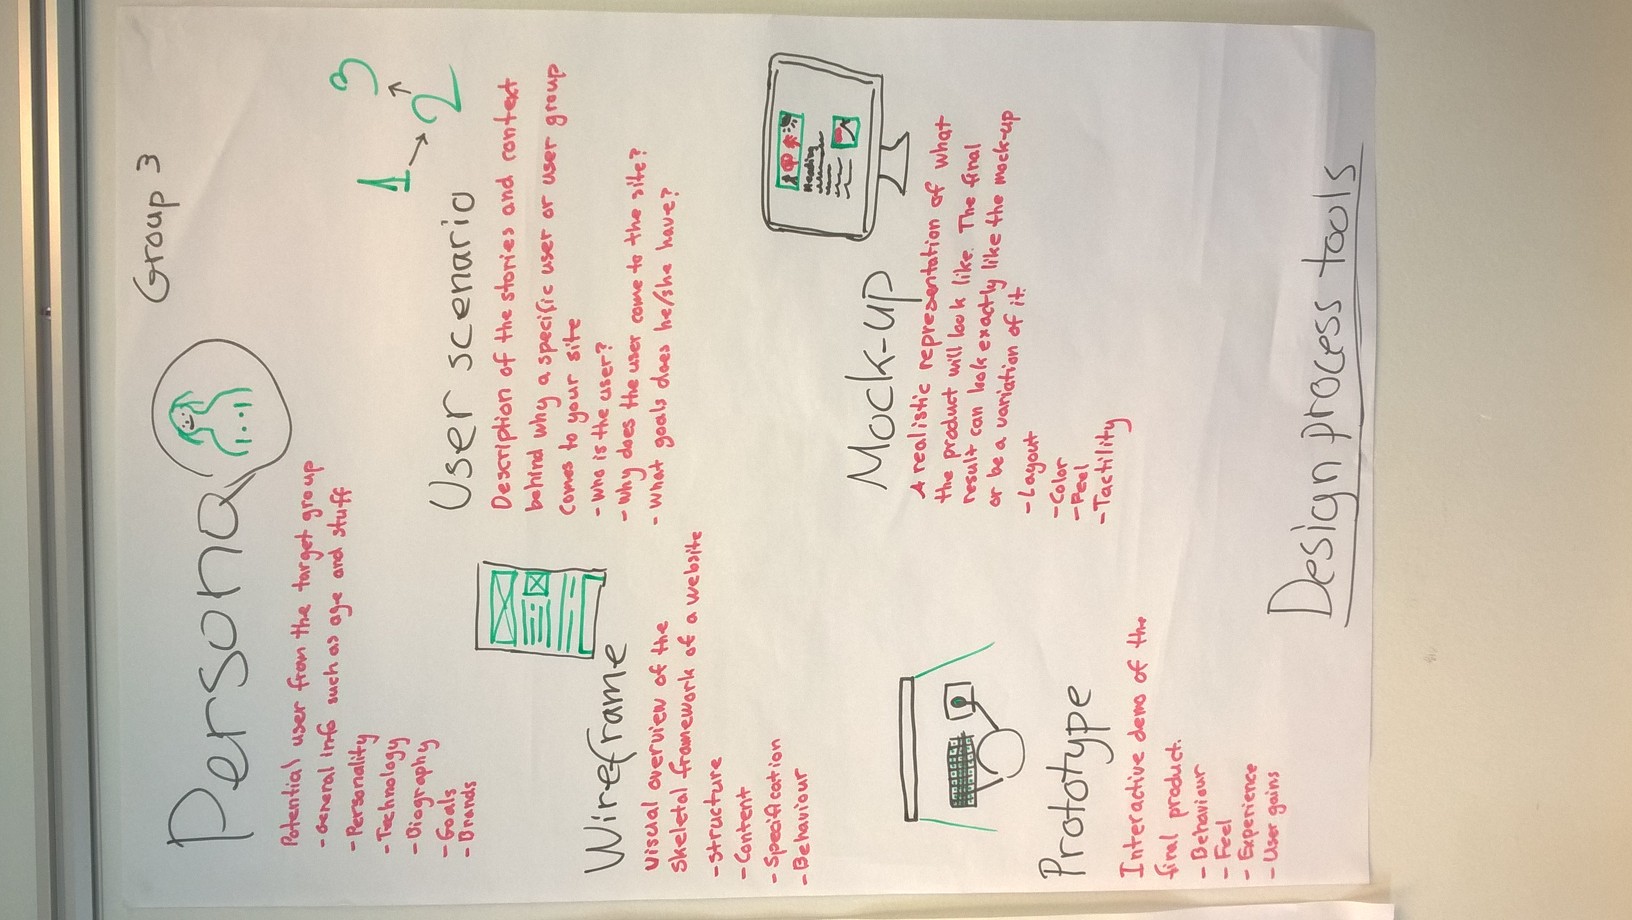 Group 3
Persona
Potential user from the target group
- General info such as age and stuff
- Personality
- Technology
- Biography
- Goals
- Brands
1 → 2 → 3
User scenario
Description of the stories and context
behind why a specific user or user group
comes to your site
- Who is the user?
- Why does the user come to the site?
- What goals does he/she have?
Wireframe
Visual overview of the
skeletal framework of a website
- Structure
- Content
- Specification
- Behaviour
Heading
Mock-up
A realistic representation of what
the product will look like. The final
result can look exactly like the mock-up
or be a variation of it.
- Layout
- Color
- Feel
- Tactility
Prototype
Interactive demo of the
final product.
- Behaviour
- Feel
- Experience
- User gains
Design process tools